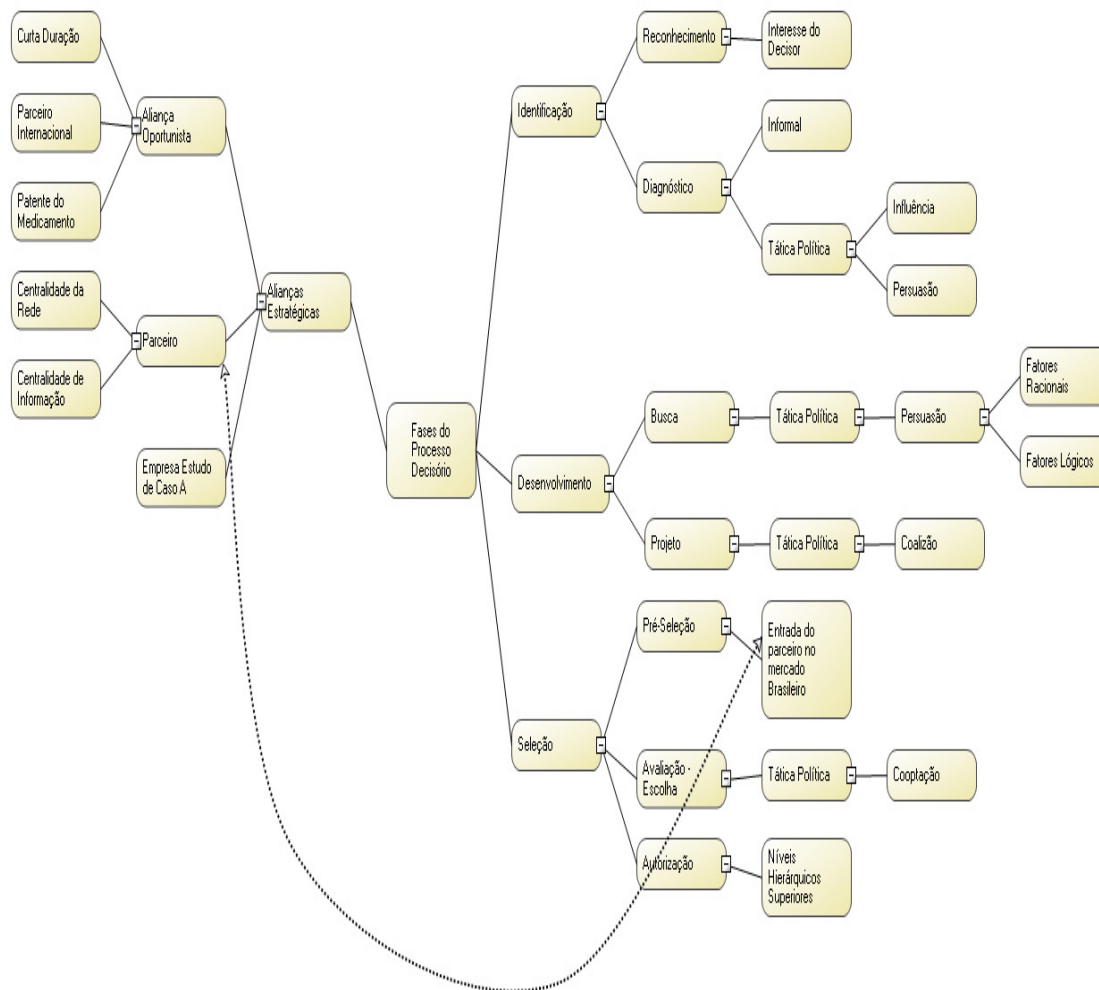 Curta Duração
Parceiro
Internacional
Patente do
Medicamento
Aliança
Oportunista
Centralidade da
Rede
Centralidade de
Informação
Parceiro
Empresa Estudo
de Caso A
Alianças
Estratégicas
Fases do
Processo
Decisório
Identificação
Reconhecimento
Interesse do
Decisor
Diagnóstico
Informal
Tática Política
Influência
Persuasão
Desenvolvimento
Busca
Tática Política
Persuasão
Fatores
Racionais
Fatores Lógicos
Projeto
Tática Política
Coalizão
Seleção
Pré-Seleção
Entrada do
parceiro no
mercado
Brasileiro
Avaliação -
Escolha
Tática Política
Cooptação
Autorização
Níveis
Hierárquicos
Superiores